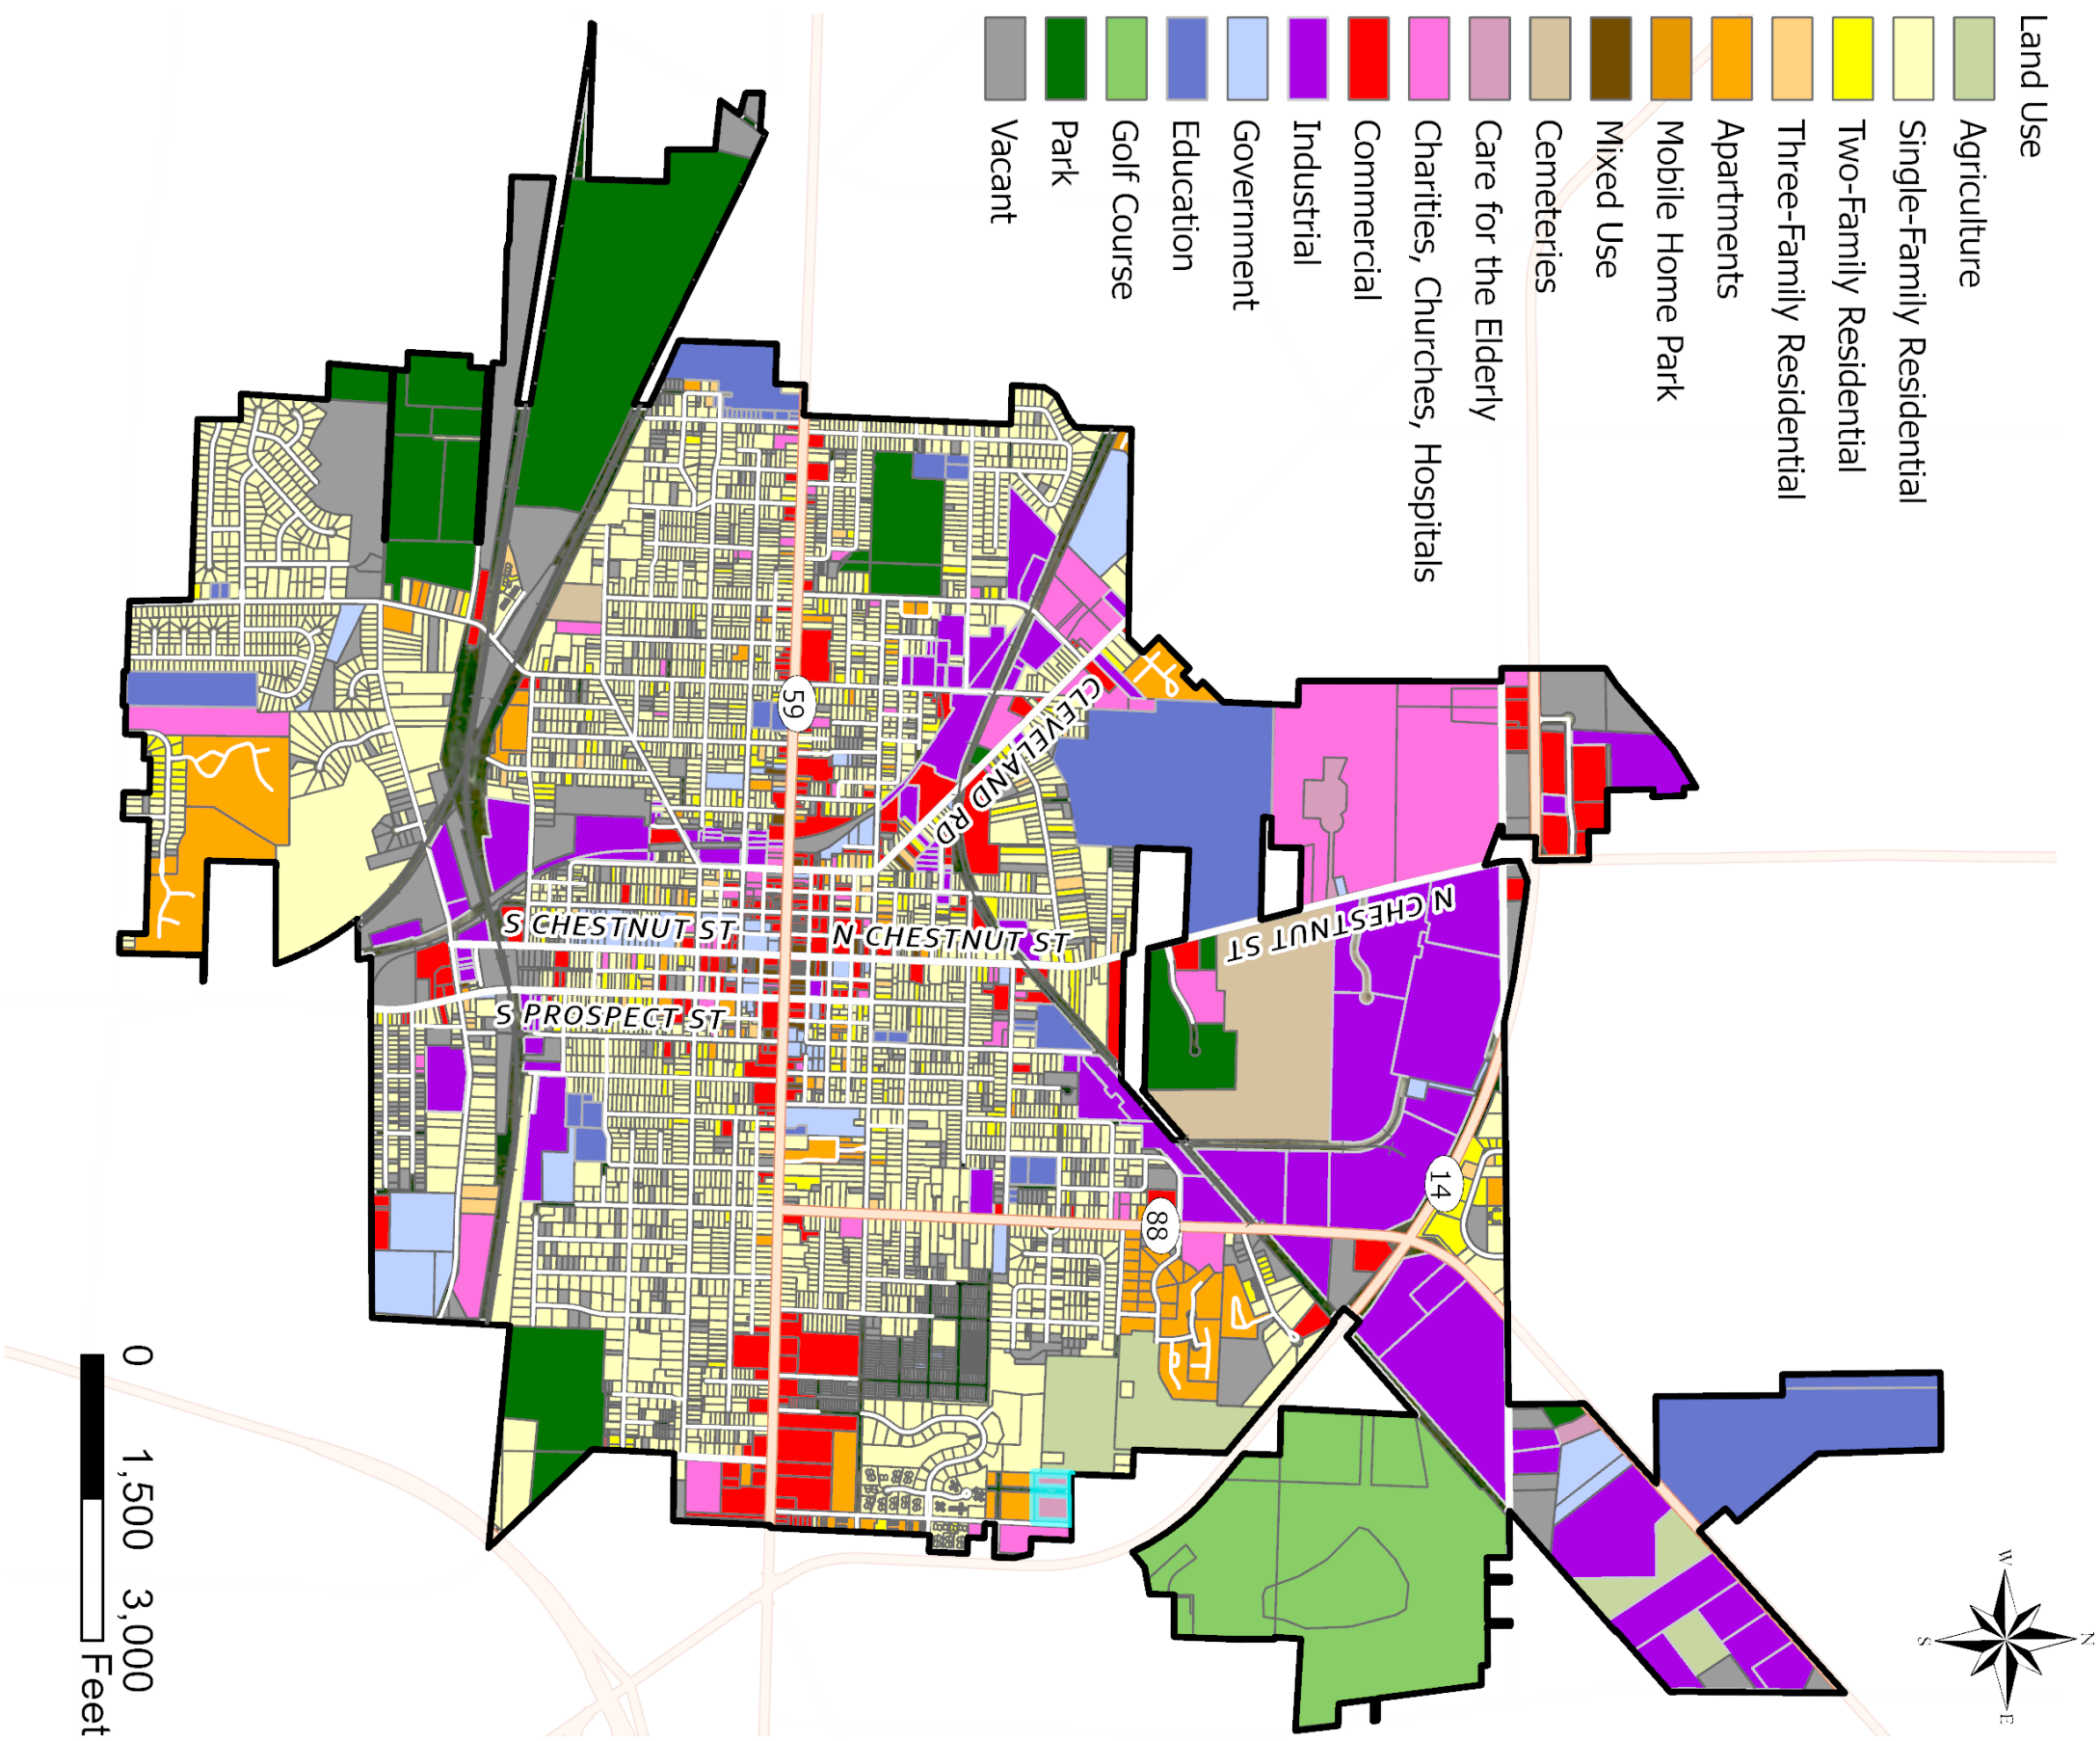 Land Use
Agriculture
Single-Family Residential
Two-Family Residential
Three-Family Residential
Apartments
Mobile Home Park
Mixed Use
Cemeteries
Care for the Elderly
Charities, Churches, Hospitals
Commercial
Industrial
Government
Education
Golf Course
Park
Vacant
N CHESTNUT ST
14
88
CLEVELAND RD
N CHESTNUT ST
59
S CHESTNUT ST
S PROSPECT ST
N
W
E
S
0 1,500 3,000
Feet